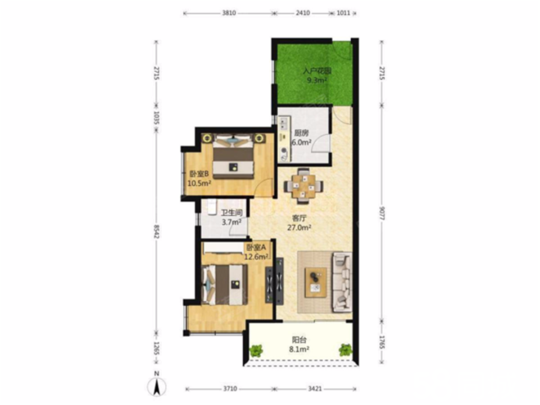 3810 2410 1011
2715
2715
入户花园
9.3m²
1035
厨房
6.0m²
卧室B
10.5m²
卫生间
3.7m²
客厅
27.0m²
8542
9077
卧室A
12.6m²
阳台
8.1m²
1265
1765
N
3710 3421